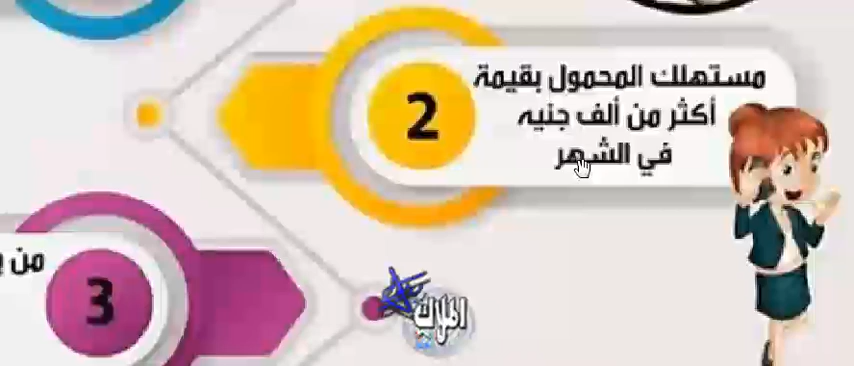 2
مستهلك المحمول بقيمة
أكثر من ألف جنيه
في الشهر
3
من
الملاك